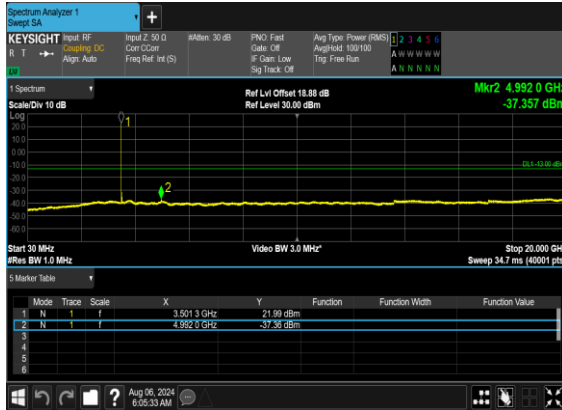 Spectrum Analyzer 1
Swept SA
KEYSIGHT
R T
LXI
Input: RF
Coupling: DC
Align: Auto
Input Z: 50 Ω
Corr CCorr
Freq Ref: Int (S)
#Atten: 30 dB
PNO: Fast
Gate: Off
IF Gain: Low
Sig Track: Off
Avg Type: Power (RMS)
Avg|Hold: 100/100
Trig: Free Run
1 2 3 4 5 6
A W W W W W
A N N N N N
1 Spectrum
Scale/Div 10 dB
Ref Lvl Offset 18.88 dB
Ref Level 30.00 dBm
Mkr2 4.992 0 GHz
-37.357 dBm
Log
20.0
10.0
0.00
-10.0
-20.0
-30.0
-40.0
-50.0
-60.0
1
2
DL1 -13.00 dBm
Start 30 MHz
#Res BW 1.0 MHz
Video BW 3.0 MHz*
Stop 20.000 GH
Sweep 34.7 ms (40001 pts
5 Marker Table
Mode Trace Scale X Y Function Function Width Function Value
1 N 1 f 3.501 3 GHz 21.99 dBm
2 N 1 f 4.992 0 GHz -37.36 dBm
3
4
5
6
?
Aug 06, 2024
6:05:33 AM